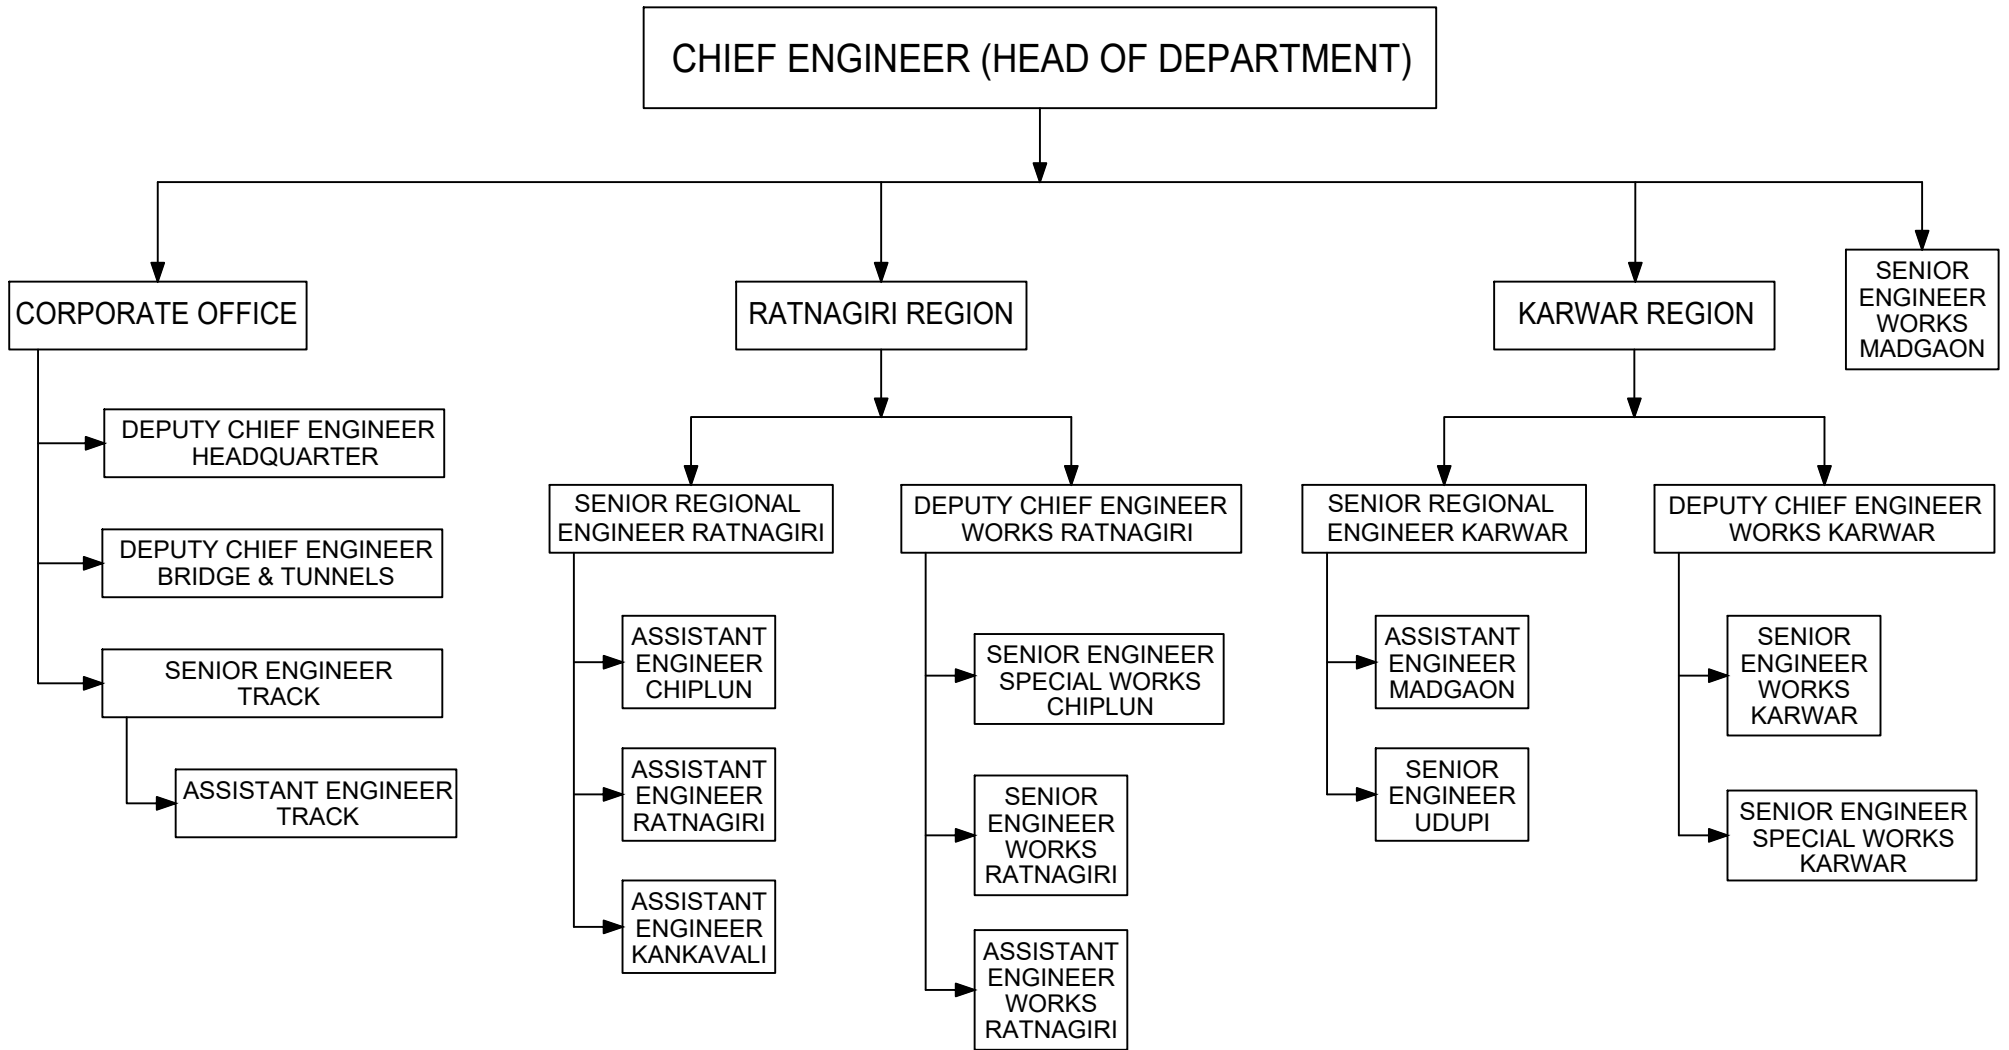 CHIEF ENGINEER (HEAD OF DEPARTMENT)
CORPORATE OFFICE
DEPUTY CHIEF ENGINEER
HEADQUARTER
DEPUTY CHIEF ENGINEER
BRIDGE & TUNNELS
SENIOR ENGINEER
TRACK
ASSISTANT ENGINEER
TRACK
RATNAGIRI REGION
SENIOR REGIONAL
ENGINEER RATNAGIRI
ASSISTANT
ENGINEER
CHIPLUN
ASSISTANT
ENGINEER
RATNAGIRI
ASSISTANT
ENGINEER
KANKAVALI
DEPUTY CHIEF ENGINEER
WORKS RATNAGIRI
SENIOR ENGINEER
SPECIAL WORKS
CHIPLUN
SENIOR
ENGINEER
WORKS
RATNAGIRI
ASSISTANT
ENGINEER
WORKS
RATNAGIRI
KARWAR REGION
SENIOR REGIONAL
ENGINEER KARWAR
ASSISTANT
ENGINEER
MADGAON
SENIOR
ENGINEER
UDUPI
DEPUTY CHIEF ENGINEER
WORKS KARWAR
SENIOR
ENGINEER
WORKS
KARWAR
SENIOR ENGINEER
SPECIAL WORKS
KARWAR
SENIOR
ENGINEER
WORKS
MADGAON